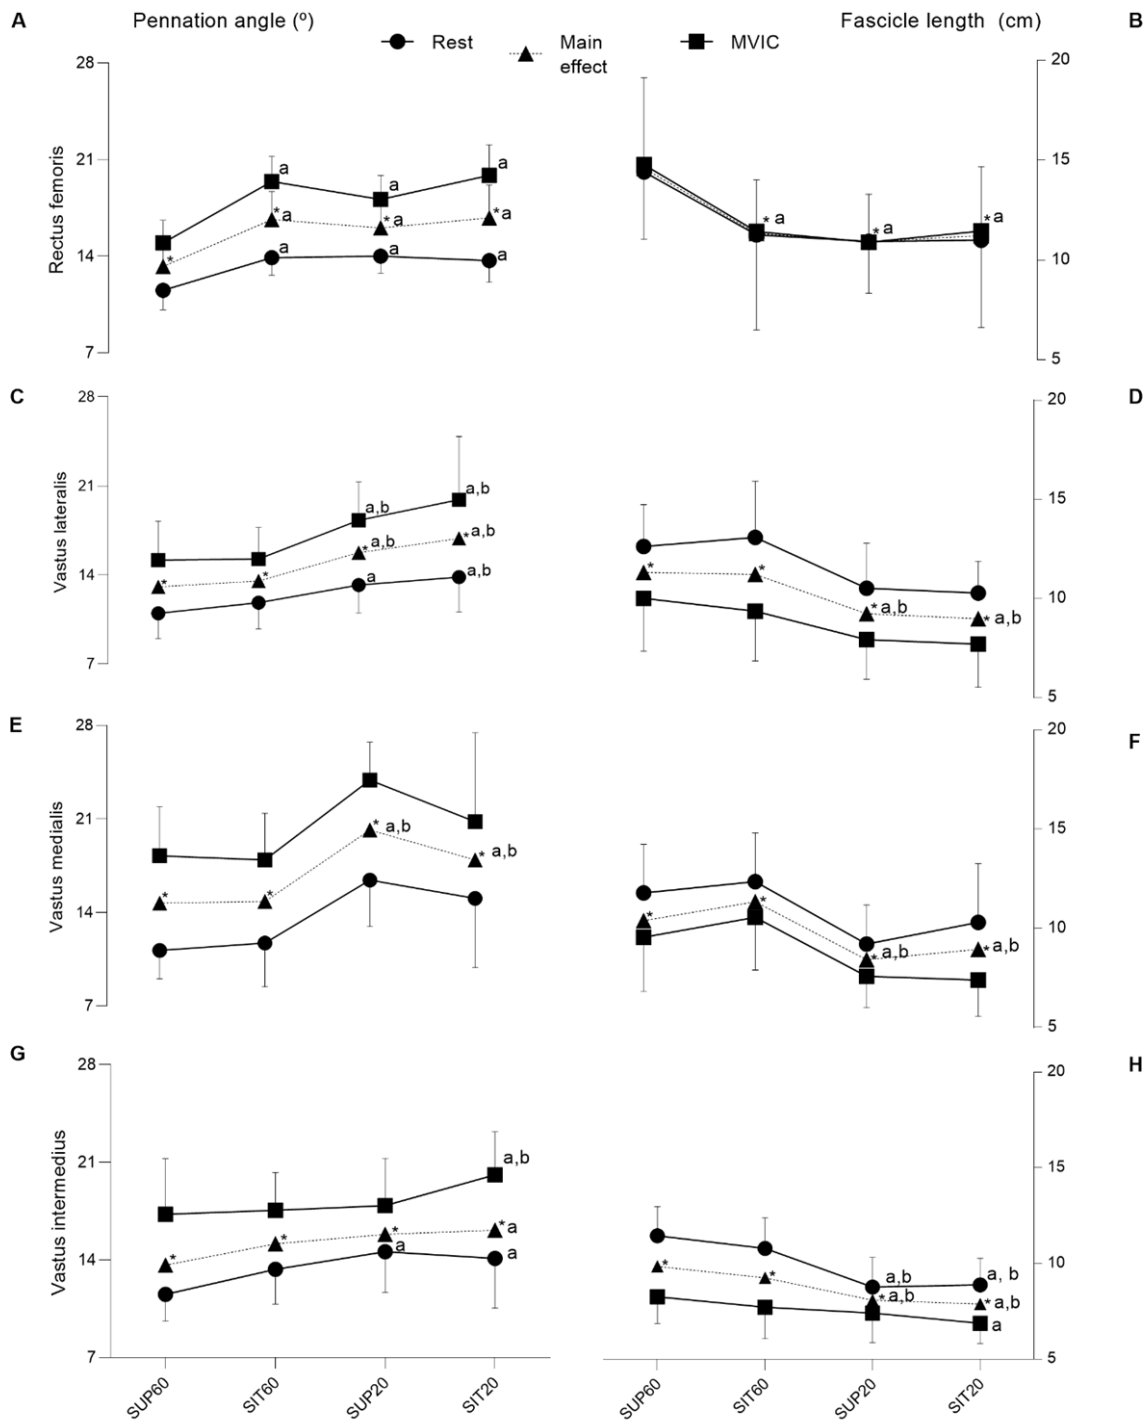 A Pennation angle (º) Fascicle length (cm) B
Rest Main effect MVIC
28
21
14
7
Rectus femoris
a a a
* *a *a *a
a a a
20
15
10
5
*a *a *a
C D
28
21
14
7
Vastus lateralis
a,b a,b
* * *a,b *a,b
a a,b
20
15
10
5
* * *a,b *a,b
E F
28
21
14
7
Vastus medialis
* * *a,b *a,b
20
15
10
5
* * *a,b *a,b
G H
28
21
14
7
Vastus intermedius
a,b
* * * *a
a a
20
15
10
5
a,b a, b
* * *a,b *a,b
a
SUP60 SIT60 SUP20 SIT20 SUP60 SIT60 SUP20 SIT20